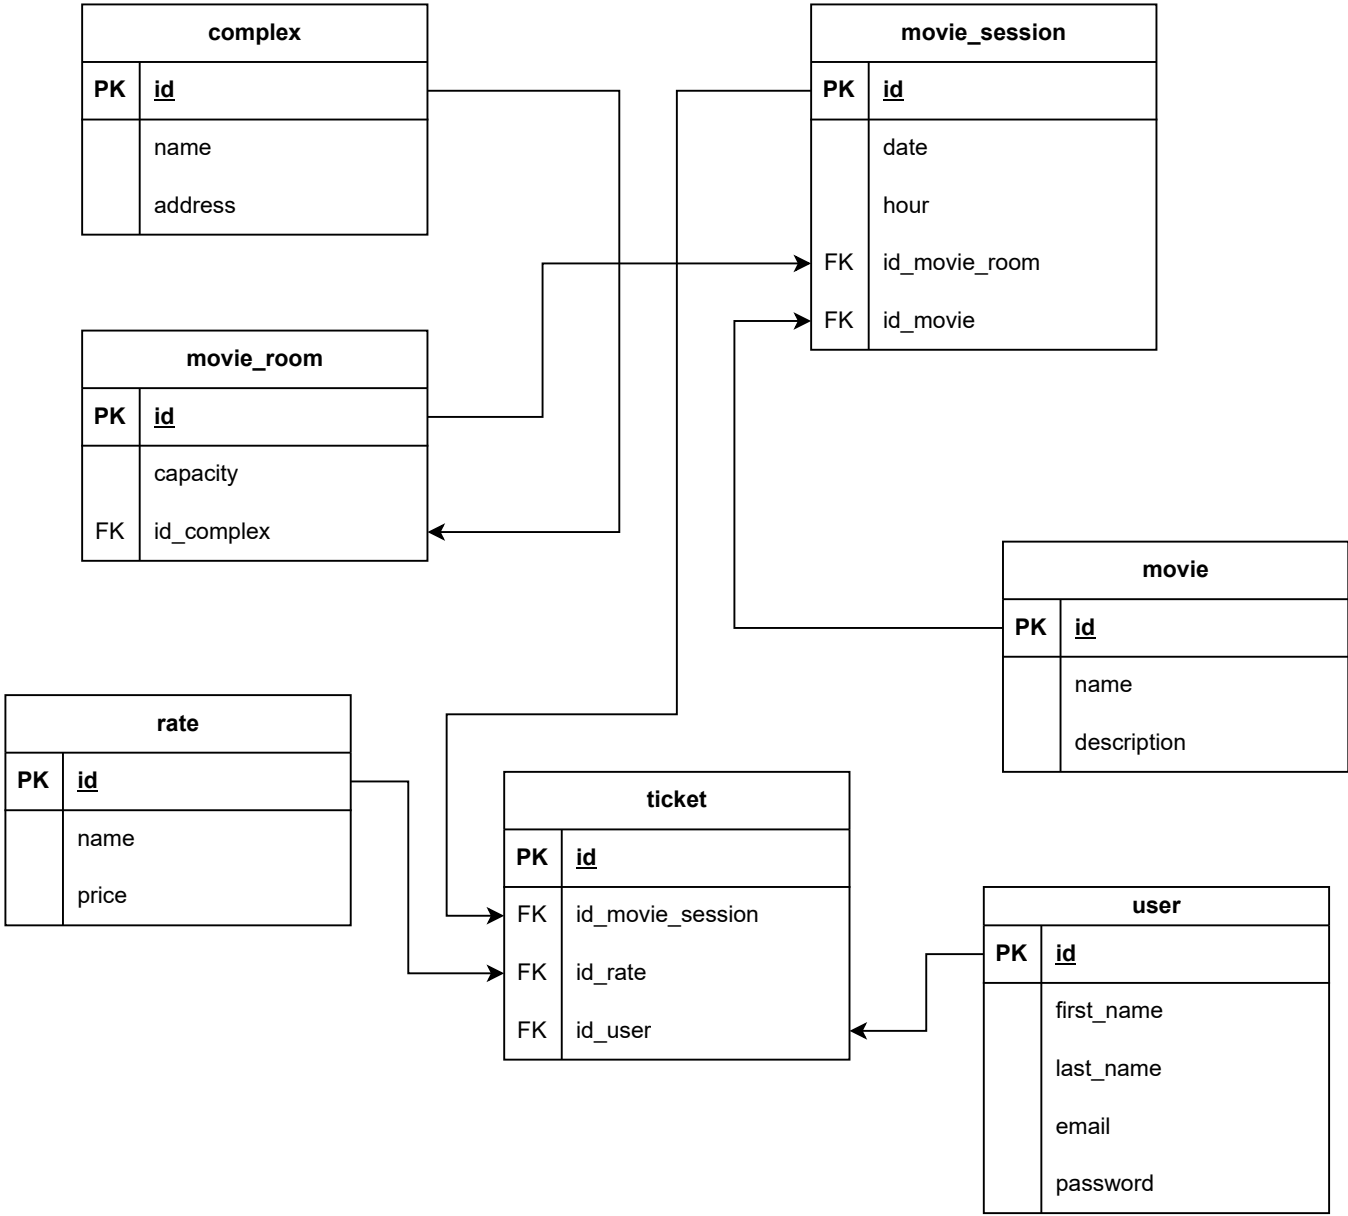 complex
PK id
name
address
movie_session
PK id
date
hour
FK id_movie_room
FK id_movie
movie_room
PK id
capacity
FK id_complex
movie
PK id
name
description
rate
PK id
name
price
ticket
PK id
FK id_movie_session
FK id_rate
FK id_user
user
PK id
first_name
last_name
email
password